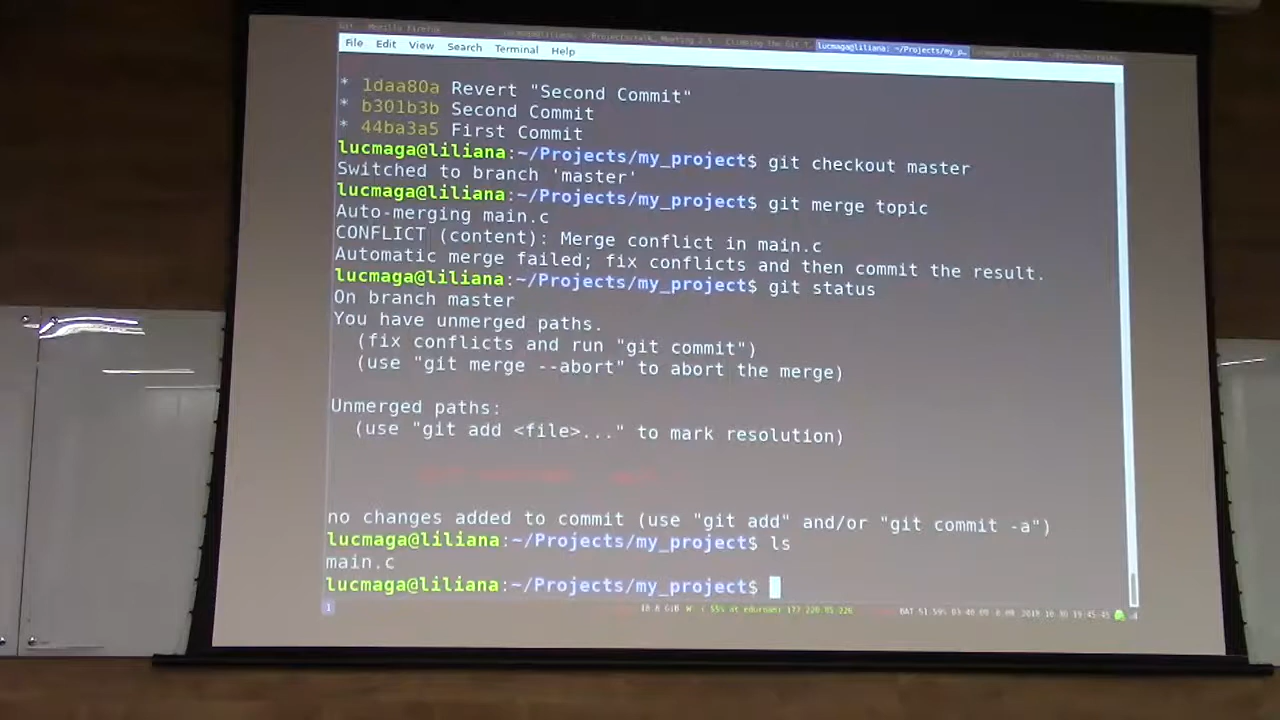 File Edit View Search Terminal Help
* 1daa80a Revert "Second Commit"
* b301b3b Second Commit
* 44ba3a5 First Commit
lucmaga@liliana:~/Projects/my_project$ git checkout master
Switched to branch 'master'
lucmaga@liliana:~/Projects/my_project$ git merge topic
Auto-merging main.c
CONFLICT (content): Merge conflict in main.c
Automatic merge failed; fix conflicts and then commit the result.
lucmaga@liliana:~/Projects/my_project$ git status
On branch master
You have unmerged paths.
(fix conflicts and run "git commit")
(use "git merge --abort" to abort the merge)
Unmerged paths:
(use "git add <file>..." to mark resolution)
no changes added to commit (use "git add" and/or "git commit -a")
lucmaga@liliana:~/Projects/my_project$ ls
main.c
lucmaga@liliana:~/Projects/my_project$
1